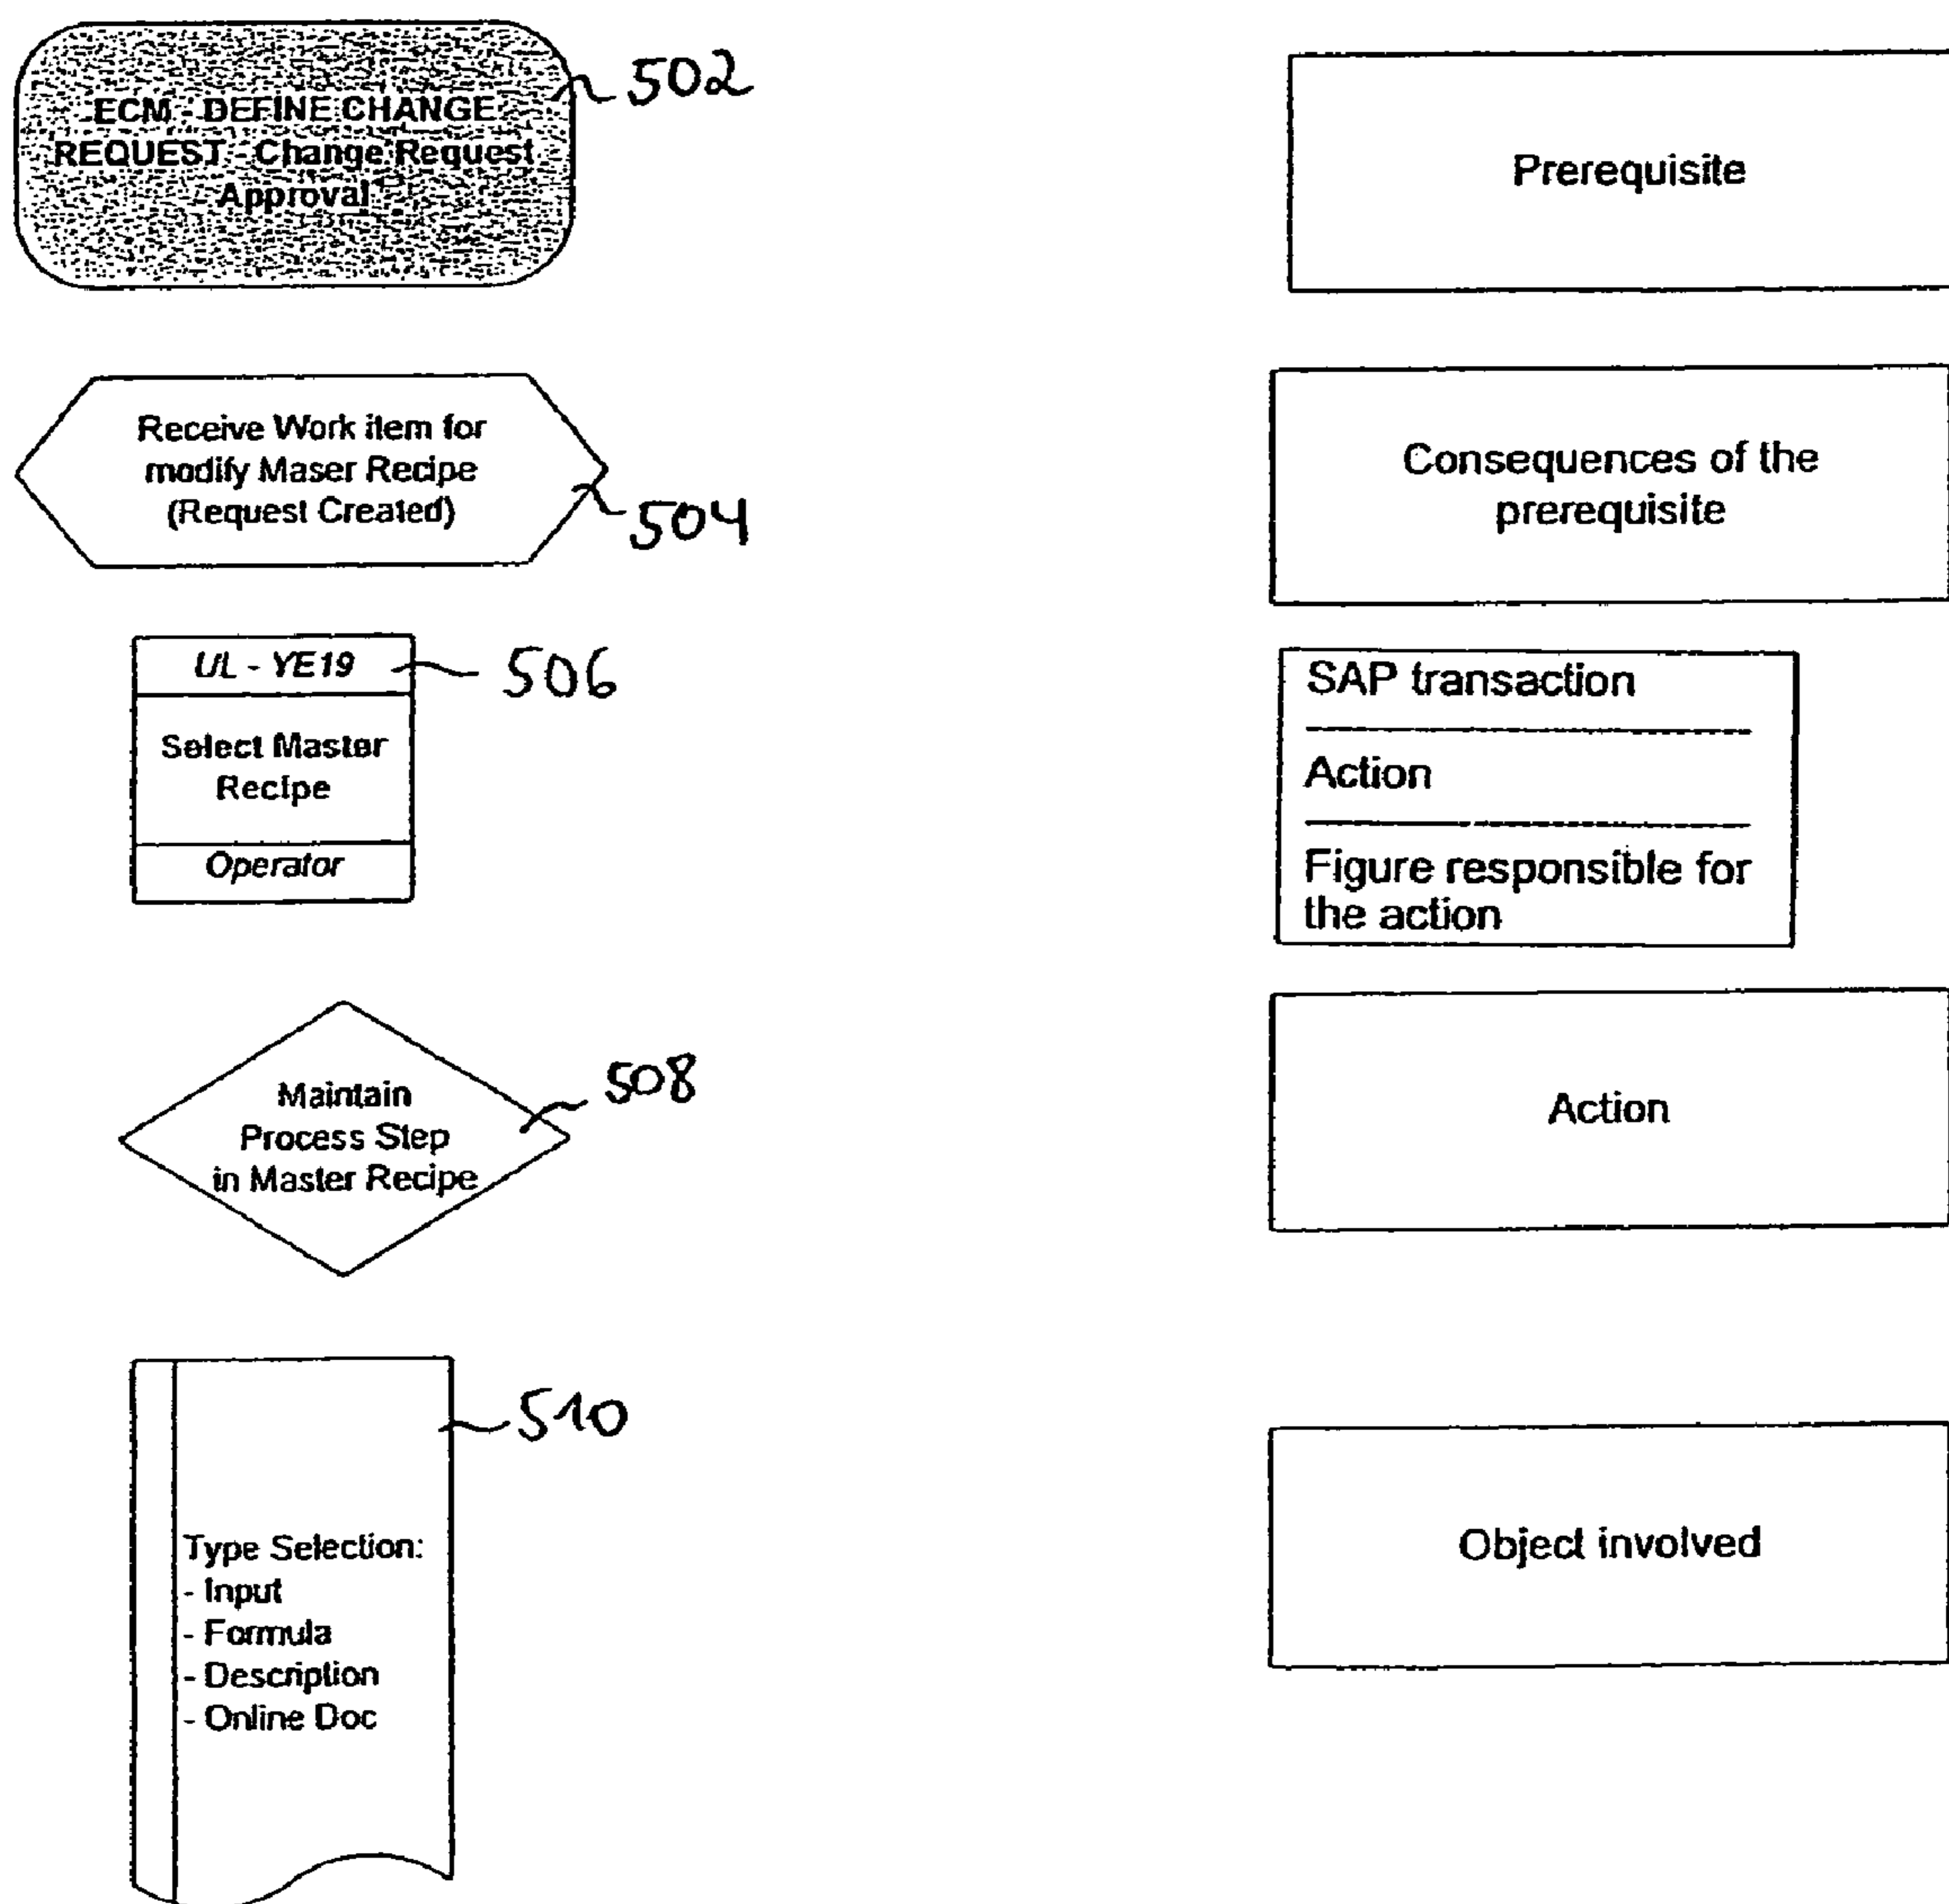 ECM - DEFINE CHANGE
REQUEST - Change Request
Approval
502
Prerequisite
Receive Work item for
modify Maser Recipe
(Request Created)
504
Consequences of the
prerequisite
UL - YE19
506
Select Master
Recipe
Operator
SAP transaction
Action
Figure responsible for
the action
Maintain
Process Step
in Master Recipe
508
Action
510
Type Selection:
- Input
- Formula
- Description
- Online Doc
Object involved